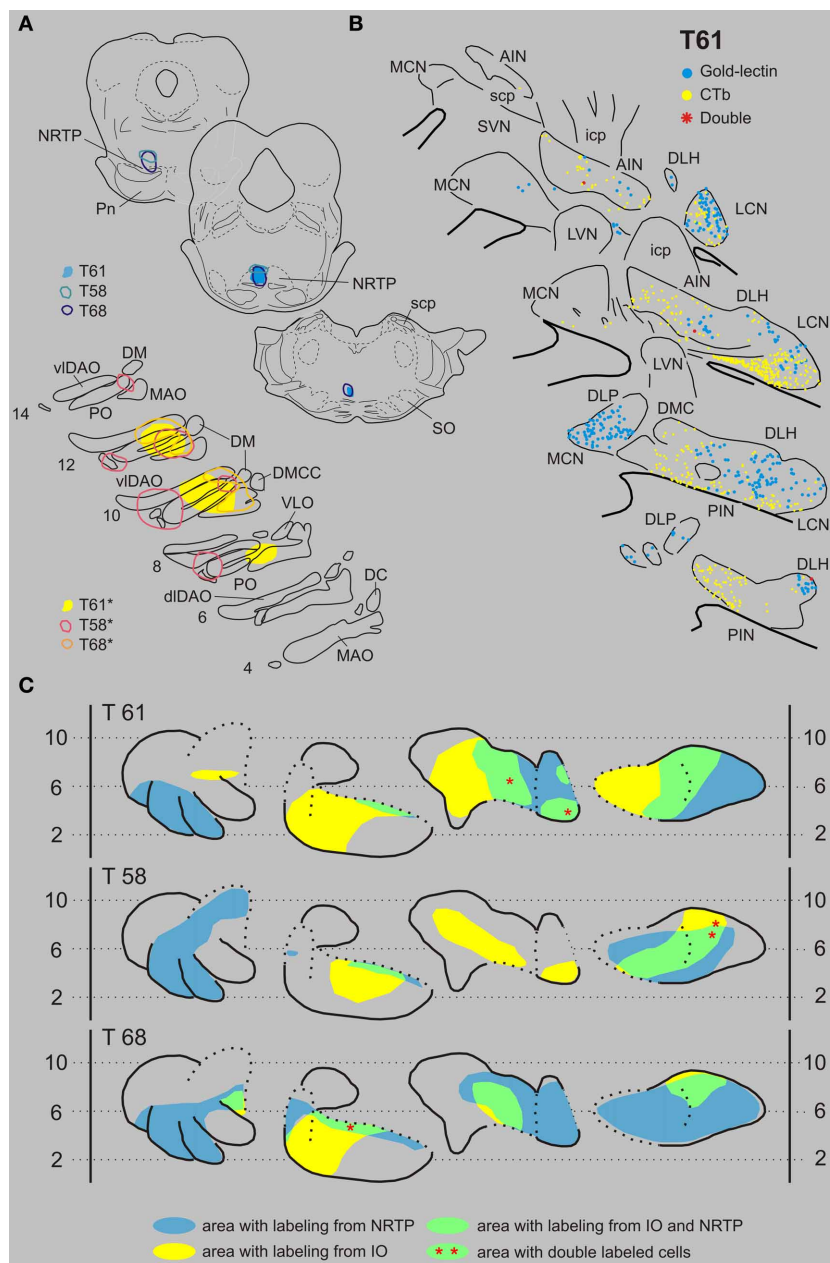 A
NRTP
Pn
NRTP
T61
T58
T68
scp
SO
DM
vlDAO
PO
MAO
14
DM
12
vlDAO
DMCC
10
VLO
8
PO
dlDAO
6
DC
MAO
4
T61*
T58*
T68*
B
T61
Gold-lectin
CTb
Double
AIN
MCN
scp
SVN
icp
AIN
DLH
MCN
LCN
LVN
icp
AIN
DLH
MCN
LCN
LVN
DLP
DMC
DLH
MCN
PIN
LCN
DLP
DLH
PIN
C
T 61
10 10
6 6
2 2
T 58
10 10
6 6
2 2
T 68
10 10
6 6
2 2
area with labeling from NRTP
area with labeling from IO and NRTP
area with labeling from IO
** area with double labeled cells